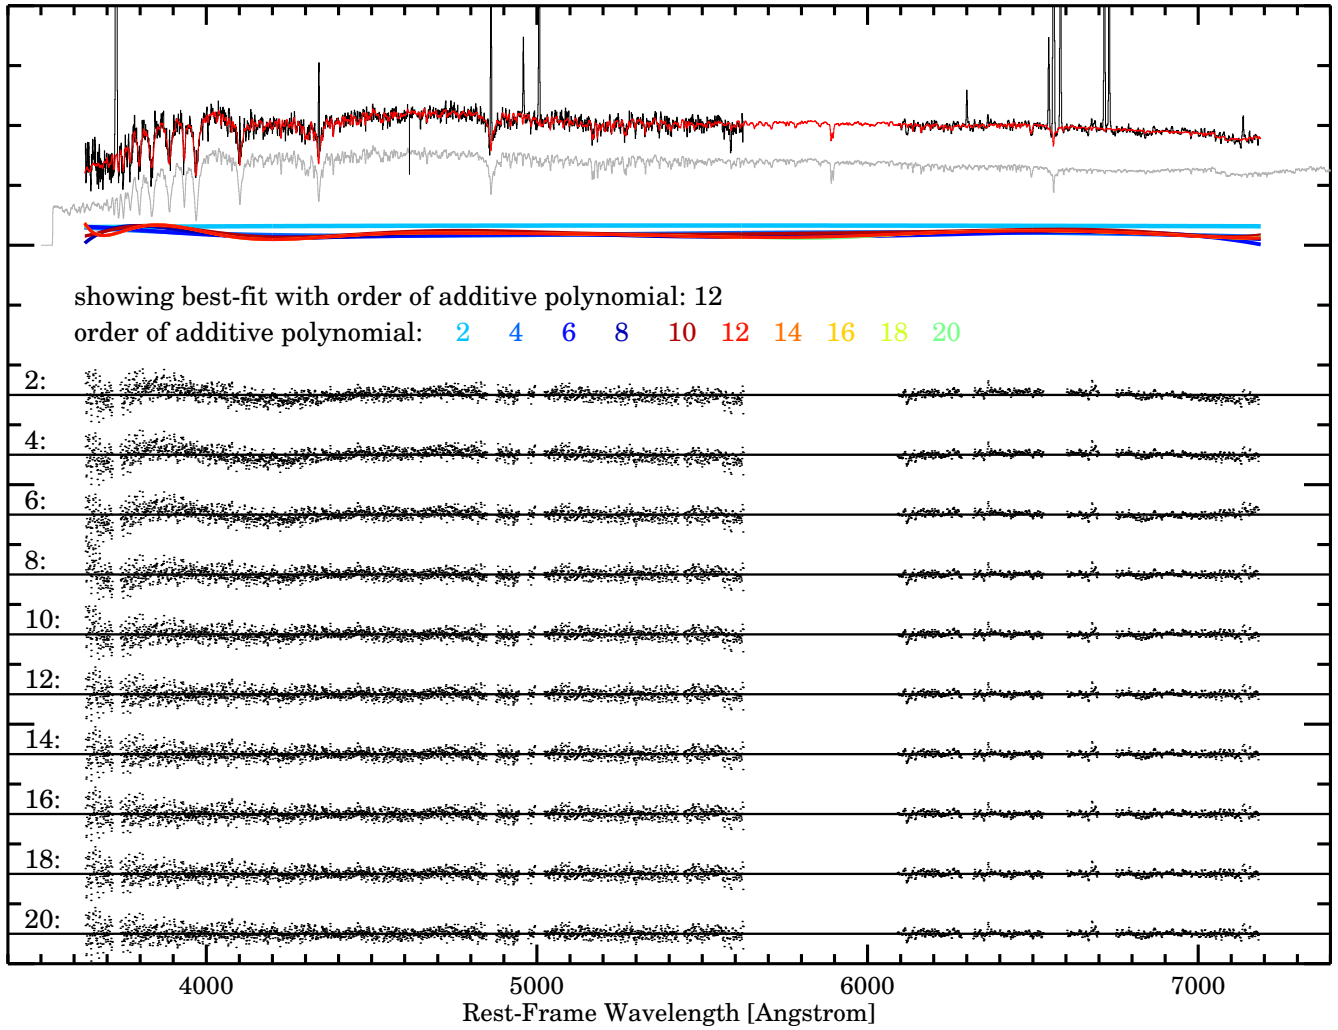 showing best-fit with order of additive polynomial: 12
order of additive polynomial: 2 4 6 8 10 12 14 16 18 20
2:
4:
6:
8:
10:
12:
14:
16:
18:
20:
4000 5000 6000 7000
Rest-Frame Wavelength [Angstrom]